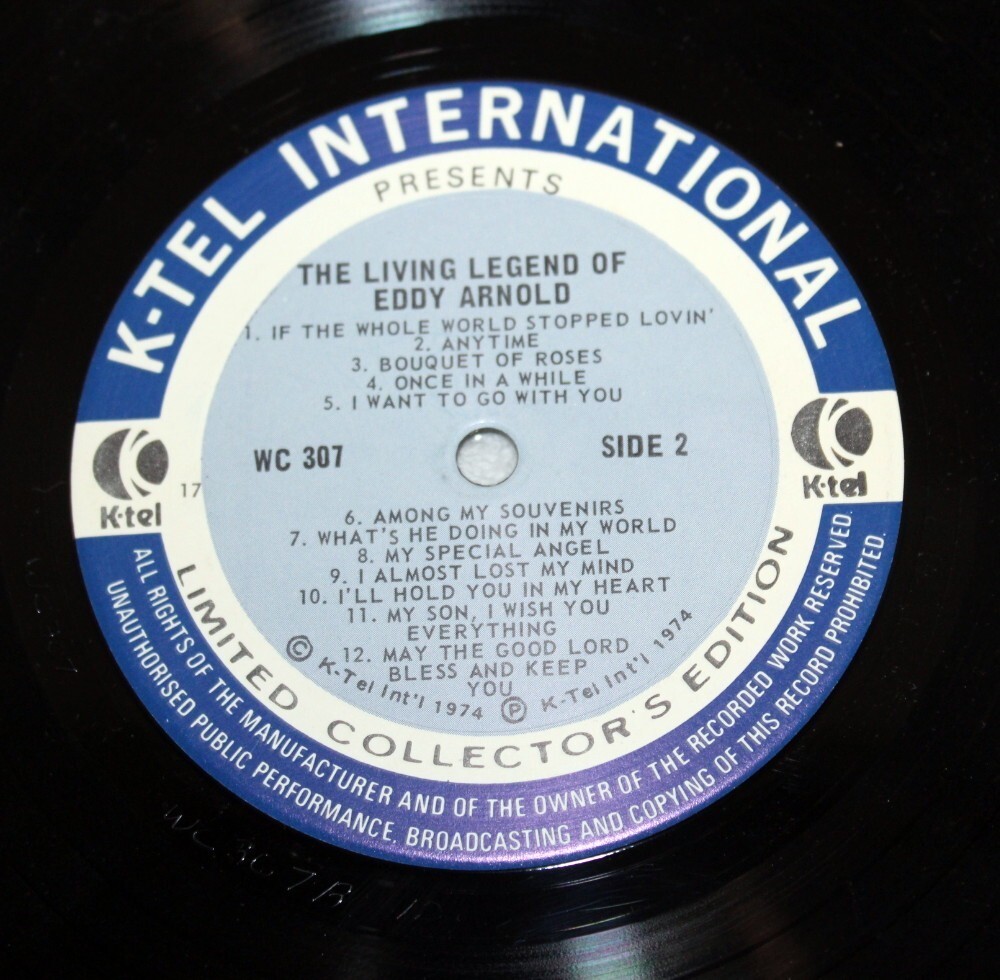 K-TEL INTERNATIONAL
PRESENTS
THE LIVING LEGEND OF
EDDY ARNOLD
1. IF THE WHOLE WORLD STOPPED LOVIN'
2. ANYTIME
3. BOUQUET OF ROSES
4. ONCE IN A WHILE
5. I WANT TO GO WITH YOU
WC 307
SIDE 2
K-tel
17
K-tel
6. AMONG MY SOUVENIRS
7. WHAT'S HE DOING IN MY WORLD
8. MY SPECIAL ANGEL
9. I ALMOST LOST MY MIND
10. I'LL HOLD YOU IN MY HEART
11. MY SON, I WISH YOU
EVERYTHING
12. MAY THE GOOD LORD
BLESS AND KEEP
YOU
© K-Tel Int'l 1974
℗ K-Tel Int'l 1974
LIMITED COLLECTOR'S EDITION
ALL RIGHTS OF THE MANUFACTURER AND OF THE OWNER OF THE RECORDED WORK RESERVED.
UNAUTHORISED PUBLIC PERFORMANCE, BROADCASTING AND COPYING OF THIS RECORD PROHIBITED.
WC 307B